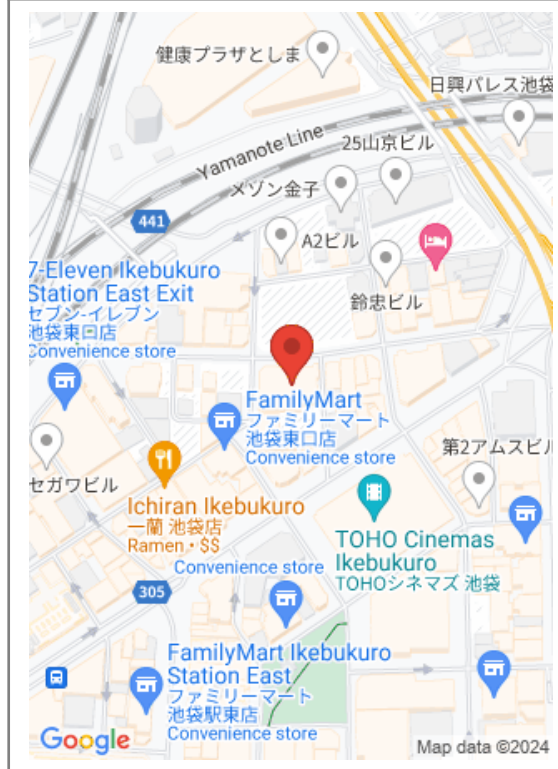 健康プラザとしま
日興パレス池袋
Yamanote Line
25山京ビル
メゾン金子
441
A2ビル
7-Eleven Ikebukuro
Station East Exit
セブン-イレブン
池袋東口店
Convenience store
鈴忠ビル
FamilyMart
ファミリーマート
池袋東口店
Convenience store
セガワビル
第2アムスビル
Ichiran Ikebukuro
一蘭 池袋店
Ramen・$$
TOHO Cinemas
Ikebukuro
TOHOシネマズ 池袋
Convenience store
305
FamilyMart Ikebukuro
Station East
ファミリーマート
池袋駅東店
Convenience store
Google
Map data ©2024